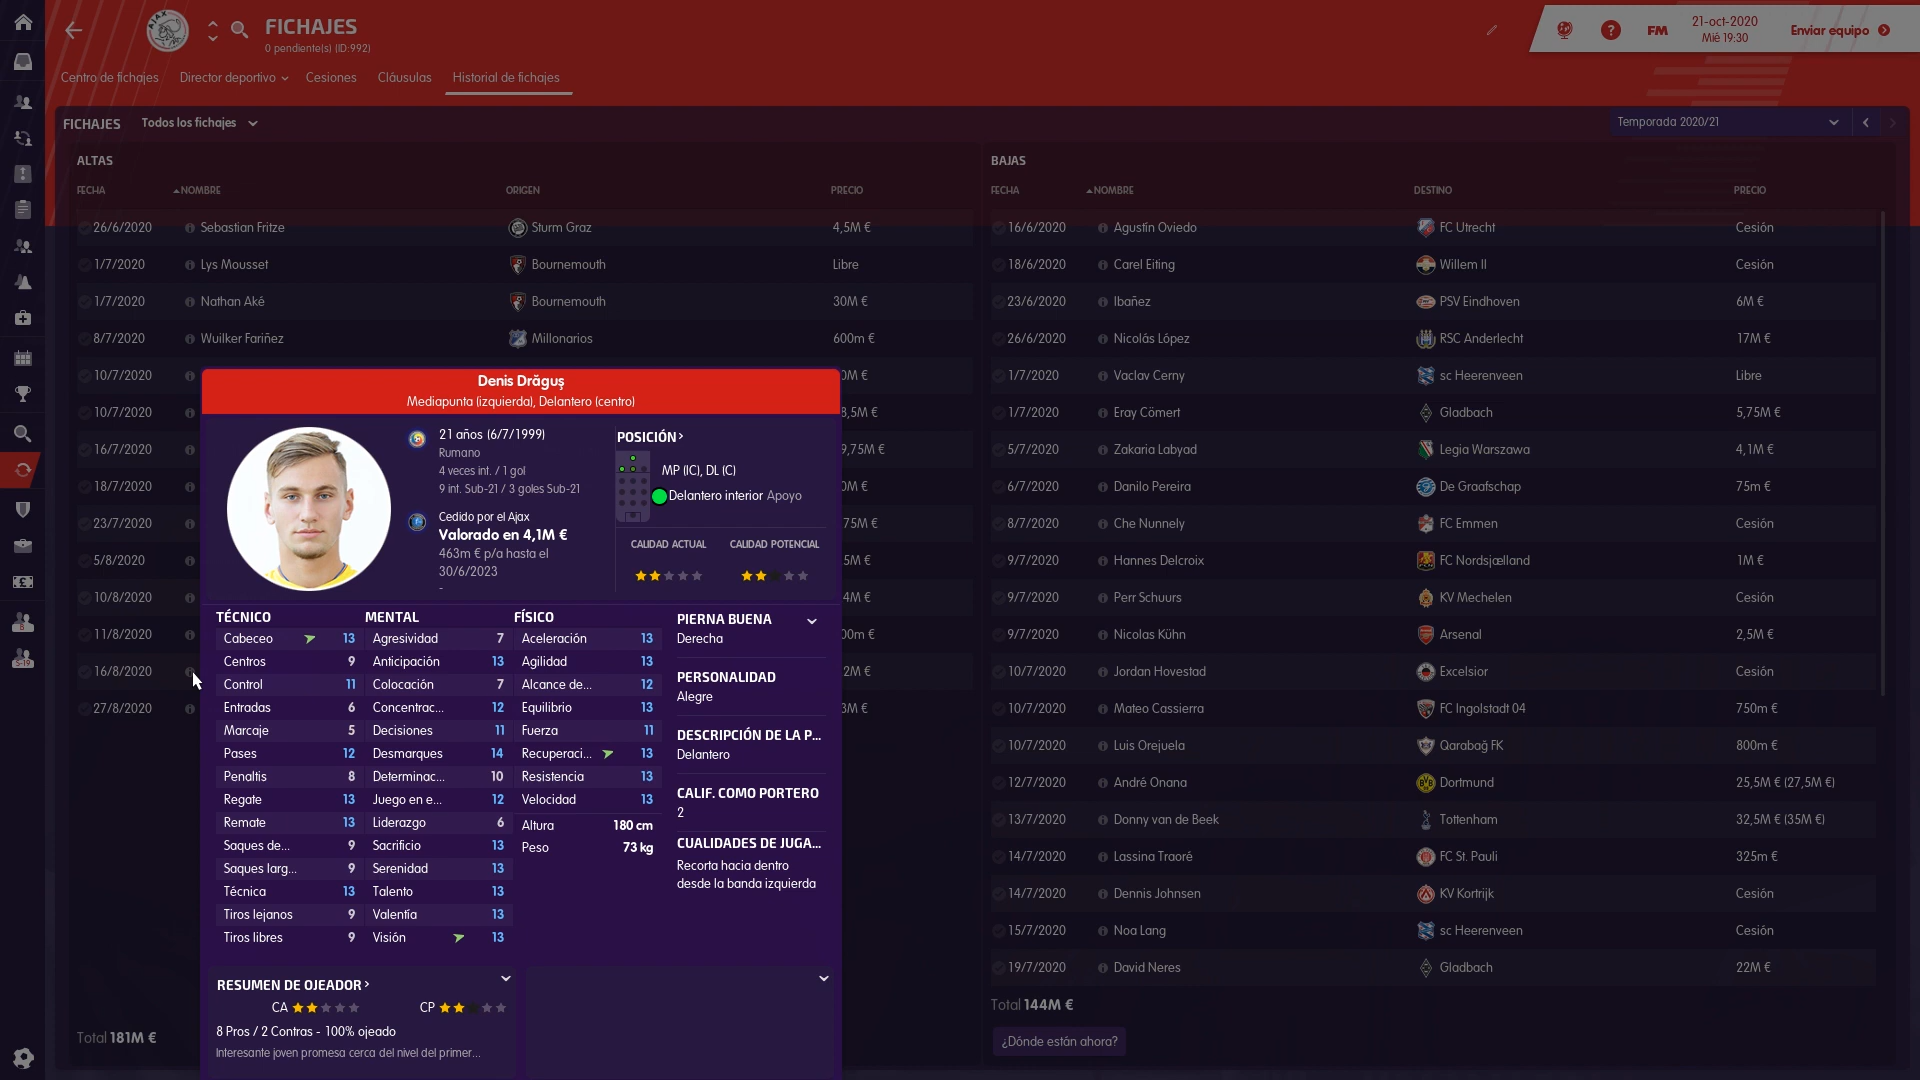 FICHAJES
0 pendiente(s) (ID:992)
FM
21-oct-2020
Mié 19:30
Enviar equipo
Centro de fichajes Director deportivo Cesiones Cláusulas Historial de fichajes
FICHAJES Todos los fichajes
Temporada 2020/21
ALTAS
FECHA NOMBRE ORIGEN PRECIO
26/6/2020 Sebastian Fritze Sturm Graz 4,5M €
1/7/2020 Lys Mousset Bournemouth Libre
1/7/2020 Nathan Aké Bournemouth 30M €
8/7/2020 Wuilker Faríñez Millonarios 600m €
10/7/2020 0M €
10/7/2020 8,5M €
16/7/2020 9,75M €
18/7/2020 0M €
23/7/2020 75M €
5/8/2020 5M €
10/8/2020 4M €
11/8/2020 00m €
16/8/2020 2M €
27/8/2020 3M €
Total 181M €
Denis Drăguş
Mediapunta (izquierda), Delantero (centro)
21 años (6/7/1999)
Rumano
4 veces int. / 1 gol
9 int. Sub-21 / 3 goles Sub-21
Cedido por el Ajax
Valorado en 4,1M €
463m € p/a hasta el
30/6/2023
-
POSICIÓN
MP (IC), DL (C)
Delantero interior Apoyo
CALIDAD ACTUAL CALIDAD POTENCIAL
TÉCNICO
Cabeceo 13
Centros 9
Control 11
Entradas 6
Marcaje 5
Pases 12
Penaltis 8
Regate 13
Remate 13
Saques de... 9
Saques larg... 9
Técnica 13
Tiros lejanos 9
Tiros libres 9
MENTAL
Agresividad 7
Anticipación 13
Colocación 7
Concentrac... 12
Decisiones 11
Desmarques 14
Determinac... 10
Juego en e... 12
Liderazgo 6
Sacrificio 13
Serenidad 13
Talento 13
Valentía 13
Visión 13
FÍSICO
Aceleración 13
Agilidad 13
Alcance de... 12
Equilibrio 13
Fuerza 11
Recuperaci... 13
Resistencia 13
Velocidad 13
Altura 180 cm
Peso 73 kg
PIERNA BUENA
Derecha
PERSONALIDAD
Alegre
DESCRIPCIÓN DE LA P...
Delantero
CALIF. COMO PORTERO
2
CUALIDADES DE JUGA...
Recorta hacia dentro
desde la banda izquierda
RESUMEN DE OJEADOR
CA CP
8 Pros / 2 Contras - 100% ojeado
Interesante joven promesa cerca del nivel del primer...
BAJAS
FECHA NOMBRE DESTINO PRECIO
16/6/2020 Agustín Oviedo FC Utrecht Cesión
18/6/2020 Carel Eiting Willem II Cesión
23/6/2020 Ibañez PSV Eindhoven 6M €
26/6/2020 Nicolás López RSC Anderlecht 17M €
1/7/2020 Vaclav Cerny sc Heerenveen Libre
1/7/2020 Eray Cömert Gladbach 5,75M €
5/7/2020 Zakaria Labyad Legia Warszawa 4,1M €
6/7/2020 Danilo Pereira De Graafschap 75m €
8/7/2020 Che Nunnely FC Emmen Cesión
9/7/2020 Hannes Delcroix FC Nordsjælland 1M €
9/7/2020 Perr Schuurs KV Mechelen Cesión
9/7/2020 Nicolas Kühn Arsenal 2,5M €
10/7/2020 Jordan Hovestad Excelsior Cesión
10/7/2020 Mateo Cassierra FC Ingolstadt 04 750m €
10/7/2020 Luis Orejuela Qarabağ FK 800m €
12/7/2020 André Onana Dortmund 25,5M € (27,5M €)
13/7/2020 Donny van de Beek Tottenham 32,5M € (35M €)
14/7/2020 Lassina Traoré FC St. Pauli 325m €
14/7/2020 Dennis Johnsen KV Kortrijk Cesión
15/7/2020 Noa Lang sc Heerenveen Cesión
19/7/2020 David Neres Gladbach 22M €
Total 144M €
¿Dónde están ahora?